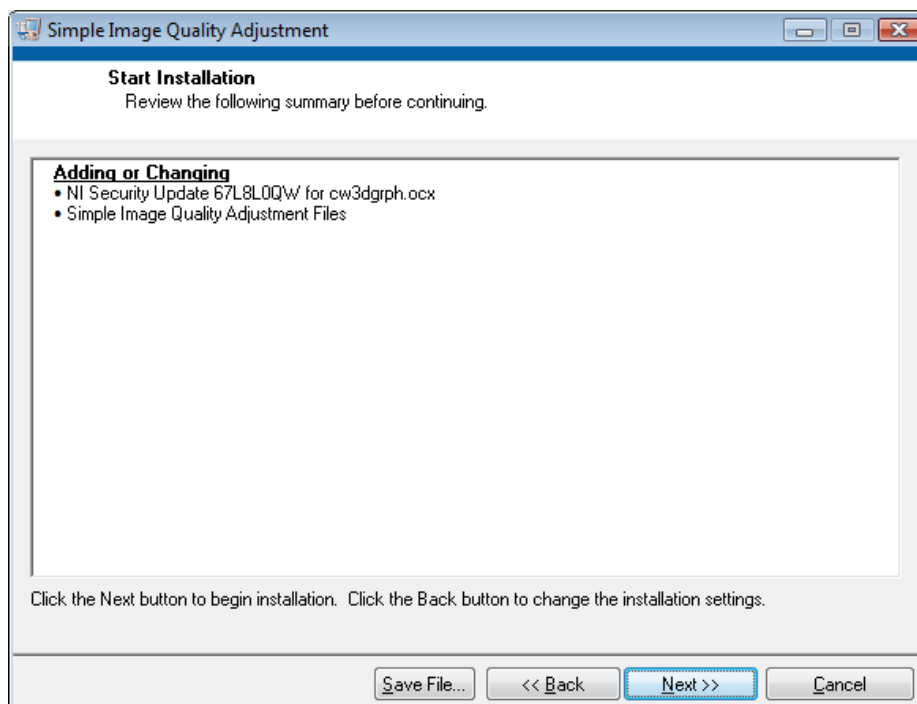 Simple Image Quality Adjustment
Start Installation
Review the following summary before continuing.
Adding or Changing
• NI Security Update 67L8L0QW for cw3dgrph.ocx
• Simple Image Quality Adjustment Files
Click the Next button to begin installation. Click the Back button to change the installation settings.
Save File... << Back Next >> Cancel